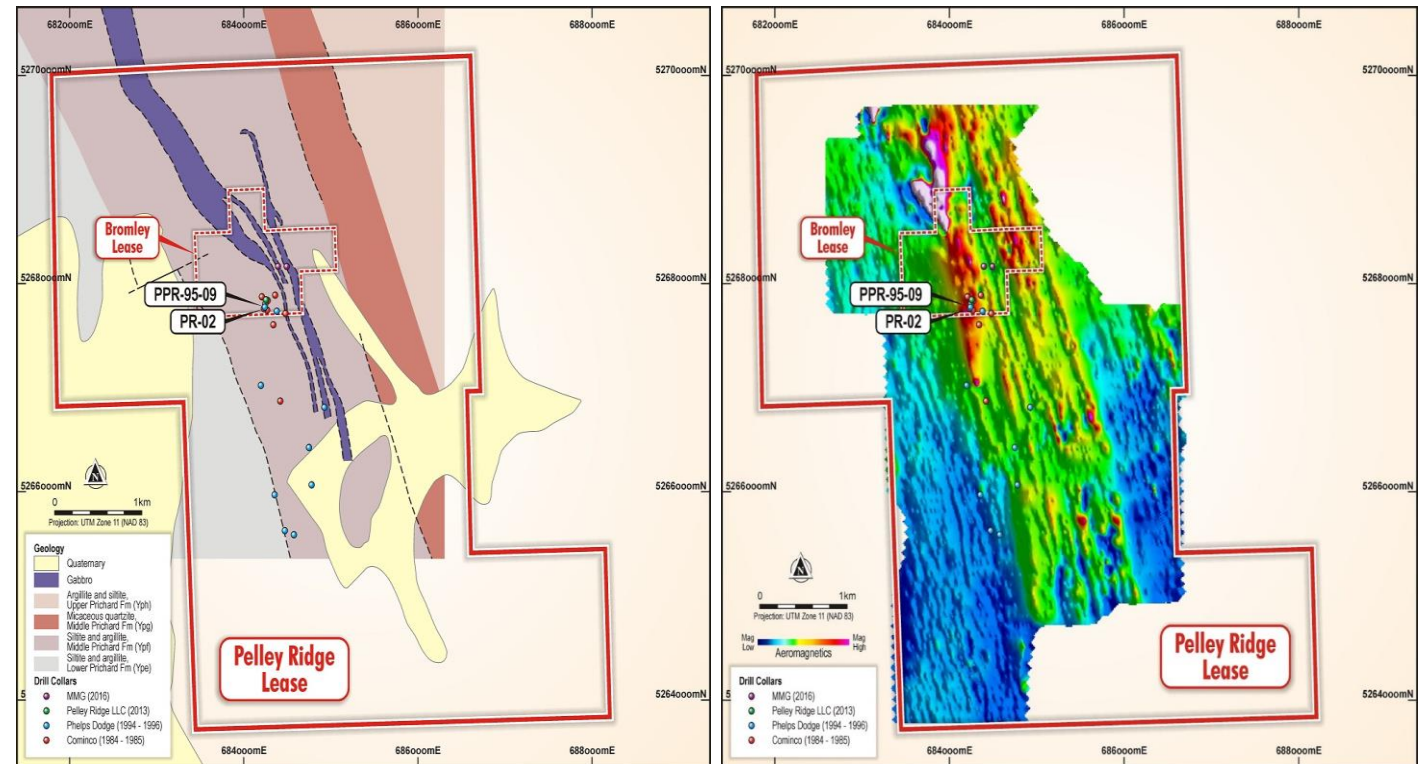 682000mE
684000mE
686000mE
688000mE
5270000mN
5270000mN
Bromley
Lease
5268000mN
5268000mN
PPR-95-09
PR-02
5266000mN
5266000mN
N
0
1km
Projection: UTM Zone 11 (NAD 83)
Geology
Quaternary
Gabbro
Argillite and siltite,
Upper Prichard Fm (Yph)
Micaceous quartzite,
Middle Prichard Fm (Ypg)
Siltite and argillite,
Middle Prichard Fm (Ypf)
Siltite and argillite,
Lower Prichard Fm (Ype)
Drill Collars
MMG (2016)
Pelley Ridge LLC (2013)
Phelps Dodge (1994 - 1996)
Cominco (1984 - 1985)
Pelley Ridge
Lease
5
5264000mN
684000mE
686000mE
688000mE
682000mE
684000mE
686000mE
688000mE
5270000mN
5270000mN
Bromley
Lease
5268000mN
5268000mN
PPR-95-09
PR-02
5266000mN
5266000mN
N
0
1km
Projection: UTM Zone 11 (NAD 83)
Mag
Low
Mag
High
Aeromagnetics
Drill Collars
MMG (2016)
Pelley Ridge LLC (2013)
Phelps Dodge (1994 - 1996)
Cominco (1984 - 1985)
Pelley Ridge
Lease
5
5264000mN
684000mE
686000mE
688000mE